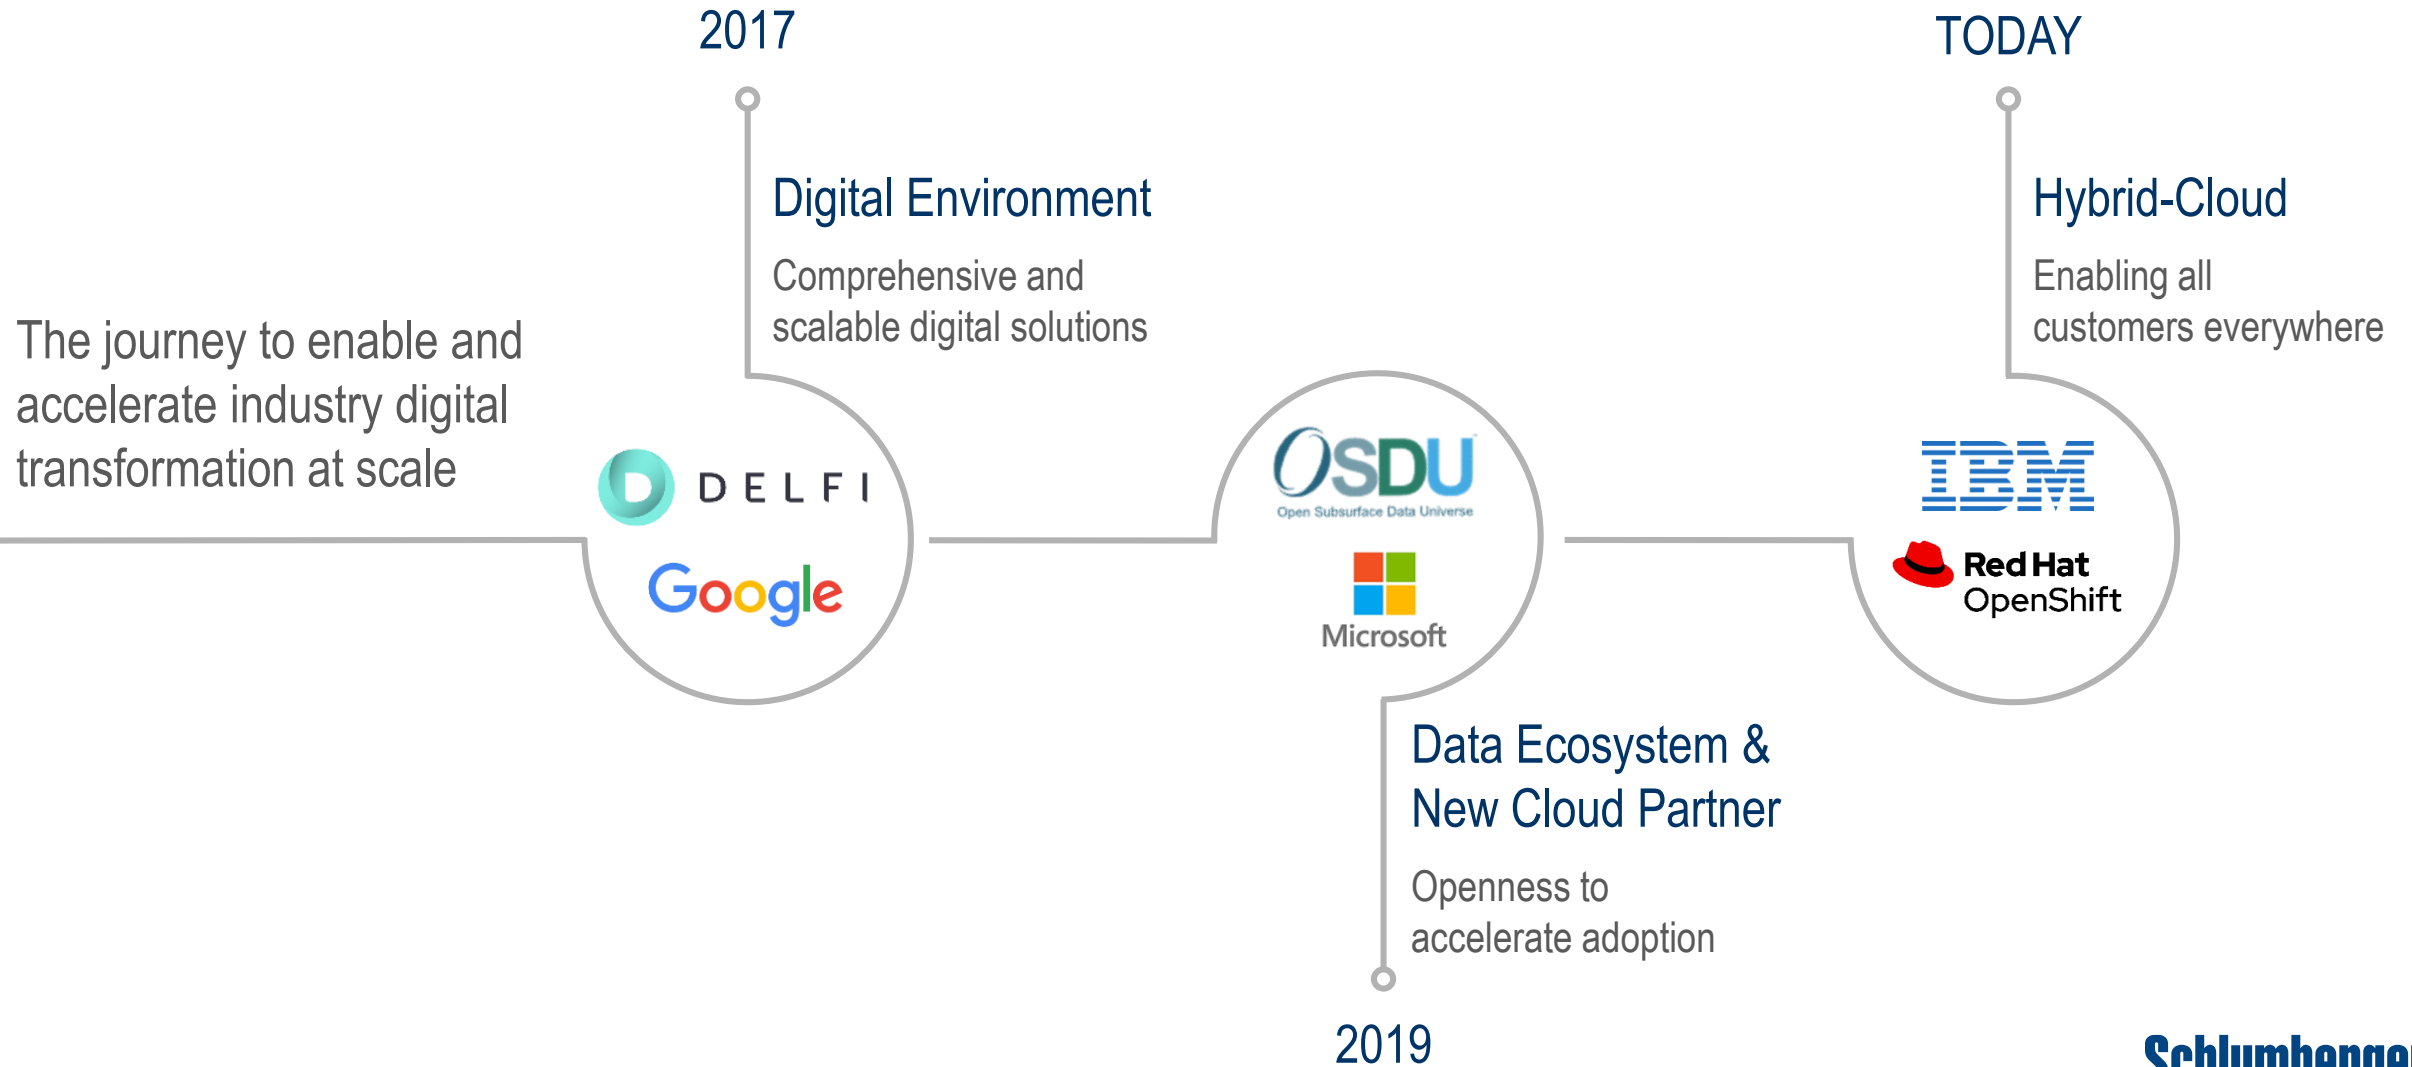 The journey to enable and
accelerate industry digital
transformation at scale
2017
Digital Environment
Comprehensive and
scalable digital solutions
DELFI
Google
OSDU
Open Subsurface Data Universe
Microsoft
Data Ecosystem &
New Cloud Partner
Openness to
accelerate adoption
2019
TODAY
Hybrid-Cloud
Enabling all
customers everywhere
IBM
Red Hat
OpenShift
Schlumberger